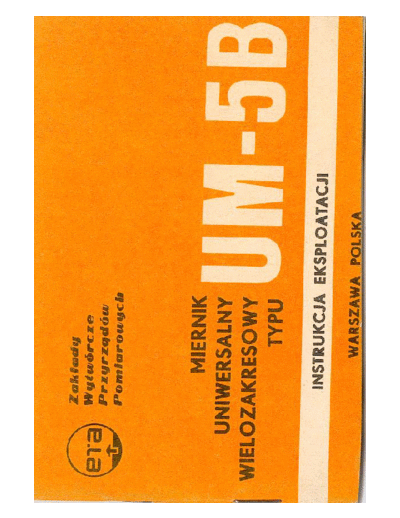 era
Zakłady
Wytwórcze
Przyrządów
Pomiarowych
MIERNIK
UNIWERSALNY
WIELOZAKRESOWY
TYPU
UM-5B
INSTRUKCJA EKSPLOATACJI
WARSZAWA POLSKA